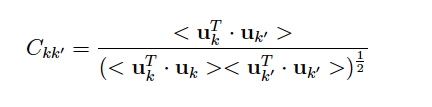 $$C_{kk'} = \frac{<\mathbf{u}_k^T \cdot \mathbf{u}_{k'}>}{(<\mathbf{u}_k^T \cdot \mathbf{u}_k><\mathbf{u}_{k'}^T \cdot \mathbf{u}_{k'}>)^{\frac{1}{2}}}$$